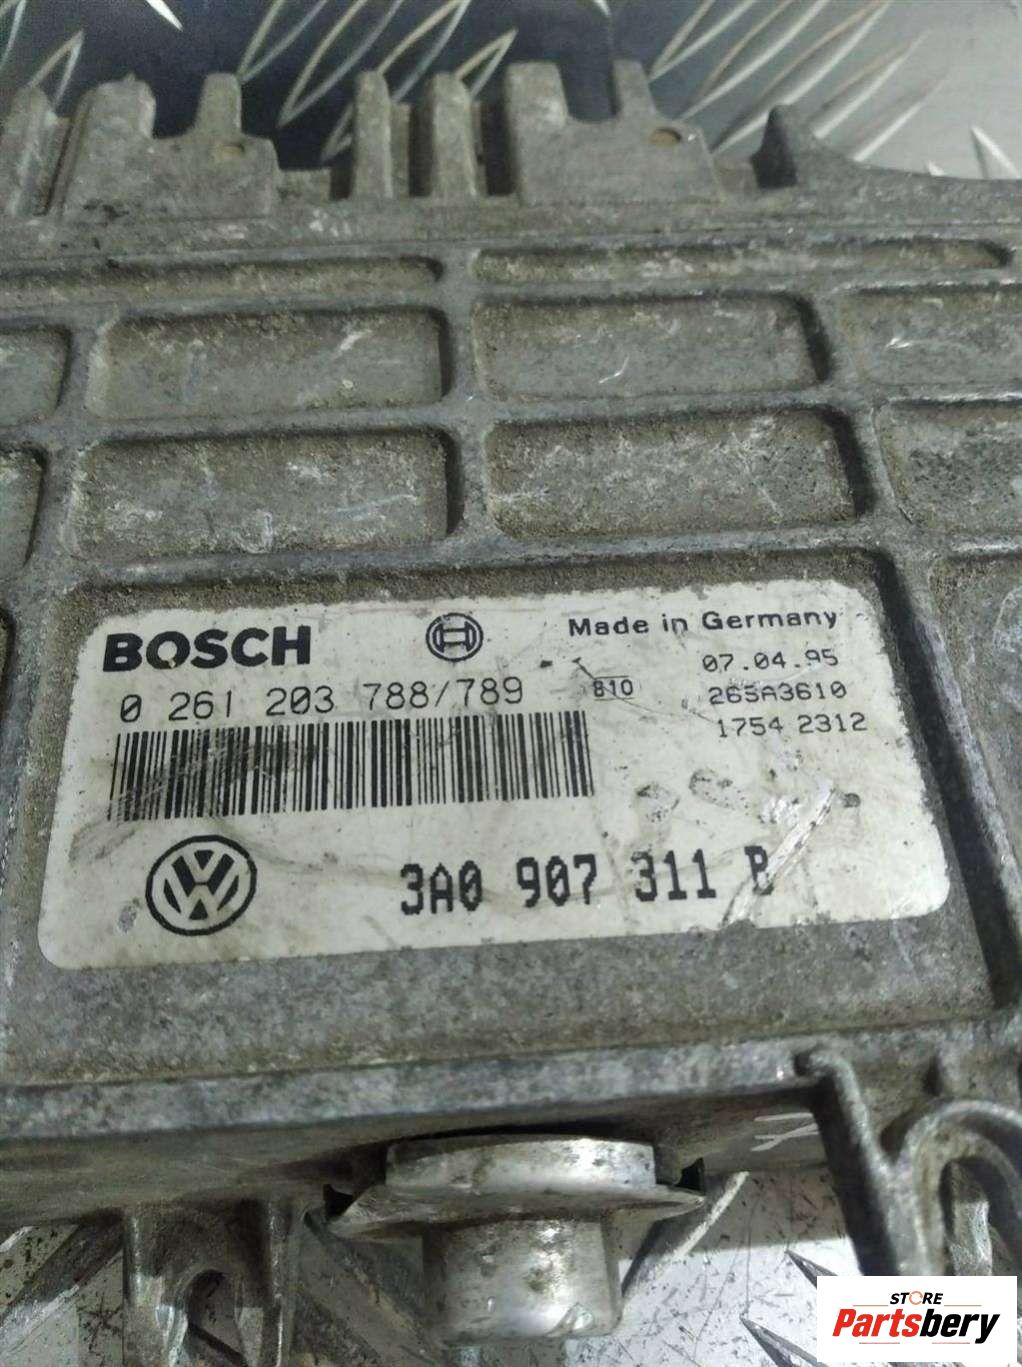 BOSCH
Made in Germany
0 261 203 788/789
810
07.04.95
265A3610
1754 2312
VW
3A0 907 311 B
STORE
Partsbery